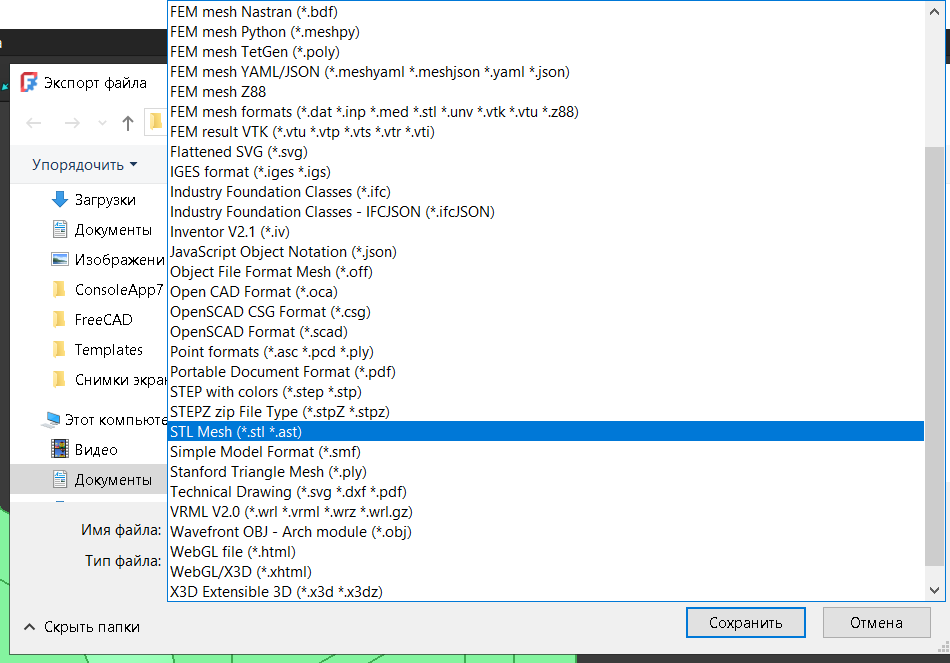 Экспорт файла
Упорядочить
Загрузки
Документы
Изображени
ConsoleApp7
FreeCAD
Templates
Снимки экран
Этот компьюте
Видео
Документы
Имя файла:
Тип файла:
FEM mesh Nastran (*.bdf)
FEM mesh Python (*.meshpy)
FEM mesh TetGen (*.poly)
FEM mesh YAML/JSON (*.meshyaml *.meshjson *.yaml *.json)
FEM mesh Z88
FEM mesh formats (*.dat *.inp *.med *.stl *.unv *.vtk *.vtu *.z88)
FEM result VTK (*.vtu *.vtp *.vts *.vtr *.vti)
Flattened SVG (*.svg)
IGES format (*.iges *.igs)
Industry Foundation Classes (*.ifc)
Industry Foundation Classes - IFCJSON (*.ifcJSON)
Inventor V2.1 (*.iv)
JavaScript Object Notation (*.json)
Object File Format Mesh (*.off)
Open CAD Format (*.oca)
OpenSCAD CSG Format (*.csg)
OpenSCAD Format (*.scad)
Point formats (*.asc *.pcd *.ply)
Portable Document Format (*.pdf)
STEP with colors (*.step *.stp)
STEPZ zip File Type (*.stpZ *.stpz)
STL Mesh (*.stl *.ast)
Simple Model Format (*.smf)
Stanford Triangle Mesh (*.ply)
Technical Drawing (*.svg *.dxf *.pdf)
VRML V2.0 (*.wrl *.vrml *.wrz *.wrl.gz)
Wavefront OBJ - Arch module (*.obj)
WebGL file (*.html)
WebGL/X3D (*.xhtml)
X3D Extensible 3D (*.x3d *.x3dz)
Скрыть папки
Сохранить
Отмена